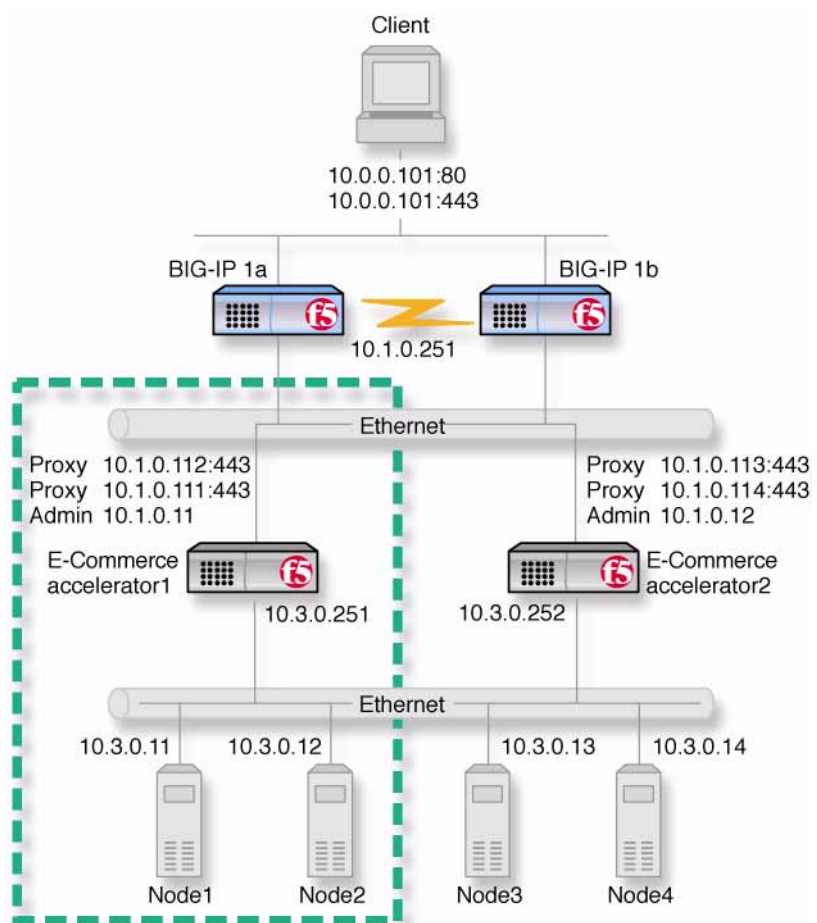 Client
10.0.0.101:80
10.0.0.101:443
BIG-IP 1a
BIG-IP 1b
f5
f5
10.1.0.251
Ethernet
Proxy 10.1.0.112:443
Proxy 10.1.0.111:443
Admin 10.1.0.11
Proxy 10.1.0.113:443
Proxy 10.1.0.114:443
Admin 10.1.0.12
E-Commerce
accelerator1
f5
f5
E-Commerce
accelerator2
10.3.0.251
10.3.0.252
Ethernet
10.3.0.11
10.3.0.12
10.3.0.13
10.3.0.14
Node1
Node2
Node3
Node4